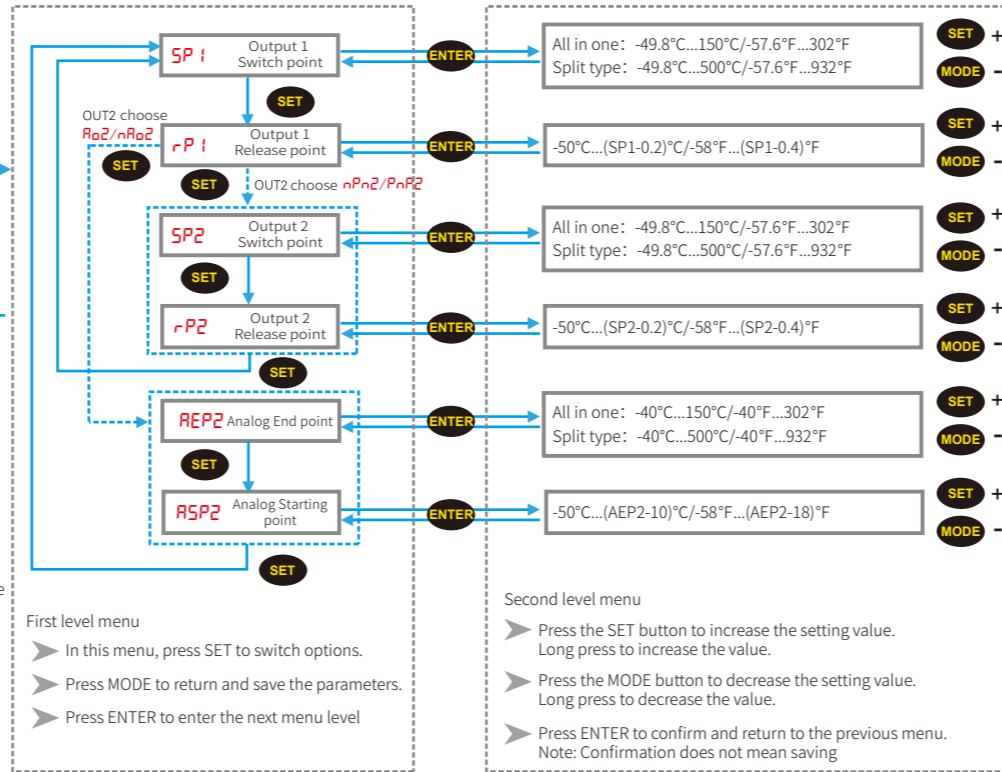 SP1
Output 1
Switch point
ENTER
All in one: -49.8°C...150°C/-57.6°F...302°F
Split type: -49.8°C...500°C/-57.6°F...932°F
SET +
MODE -
SET
OUT2 choose
Ao2/nAo2
SET
rP1
Output 1
Release point
ENTER
-50°C...(SP1-0.2)°C/-58°F...(SP1-0.4)°F
SET +
MODE -
SET
OUT2 choose nPn2/PnP2
SP2
Output 2
Switch point
ENTER
All in one: -49.8°C...150°C/-57.6°F...302°F
Split type: -49.8°C...500°C/-57.6°F...932°F
SET +
MODE -
SET
rP2
Output 2
Release point
ENTER
-50°C...(SP2-0.2)°C/-58°F...(SP2-0.4)°F
SET +
MODE -
SET
AEP2 Analog End point
ENTER
All in one: -40°C...150°C/-40°F...302°F
Split type: -40°C...500°C/-40°F...932°F
SET +
MODE -
SET
ASP2
Analog Starting
point
ENTER
-50°C...(AEP2-10)°C/-58°F...(AEP2-18)°F
SET +
MODE -
SET
e
First level menu
In this menu, press SET to switch options.
Press MODE to return and save the parameters.
Press ENTER to enter the next menu level
Second level menu
Press the SET button to increase the setting value.
Long press to increase the value.
Press the MODE button to decrease the setting value.
Long press to decrease the value.
Press ENTER to confirm and return to the previous menu.
Note: Confirmation does not mean saving